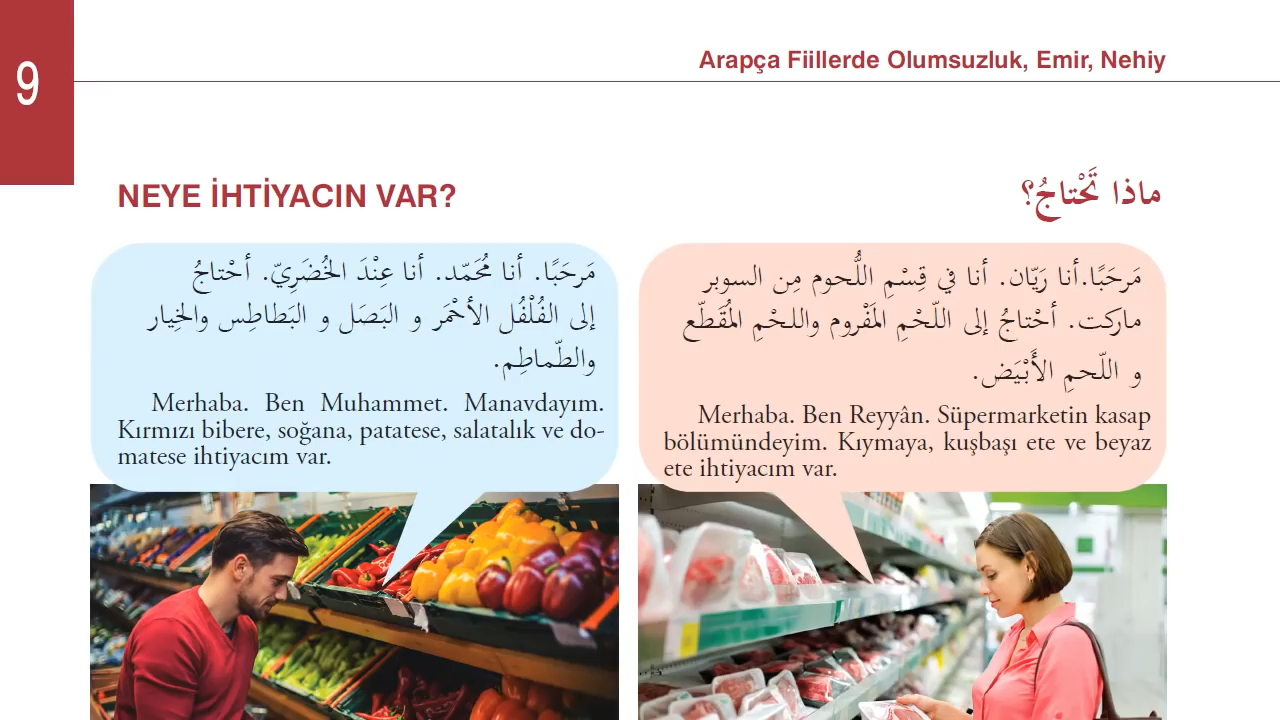 9
Arapça Fiillerde Olumsuzluk, Emir, Nehiy
NEYE İHTİYACIN VAR?
ماذا تَحْتاجُ؟
مَرحَبًا. أنا مُحَمّد. أنا عِنْدَ الخُضَرِيّ. أحْتاجُ
إلى الفُلْفُل الأحْمَر و البَصَل و البَطاطِس والخِيار
والطّماطِم.
Merhaba. Ben Muhammet. Manavdayım.
Kırmızı bibere, soğana, patatese, salatalık ve do-
matese ihtiyacım var.
مَرحَبًا.أنا رَيّان. أنا في قِسْمِ اللُّحوم مِن السوبر
ماركت. أحْتاجُ إلى اللّحْمِ المَفْروم واللحْمِ المُقَطّع
و اللّحمِ الأَبْيَض.
Merhaba. Ben Reyyân. Süpermarketin kasap
bölümündeyim. Kıymaya, kuşbaşı ete ve beyaz
ete ihtiyacım var.